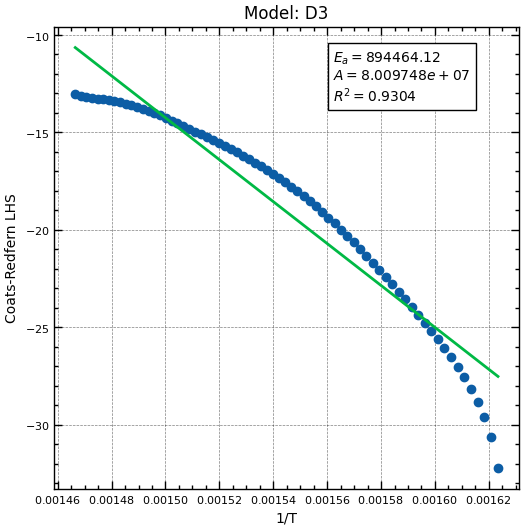 Model: D3
E_a = 894464.12
A = 8.009748e + 07
R^2 = 0.9304
Coats-Redfern LHS
−10
−15
−20
−25
−30
0.00146 0.00148 0.00150 0.00152 0.00154 0.00156 0.00158 0.00160 0.00162
1/T